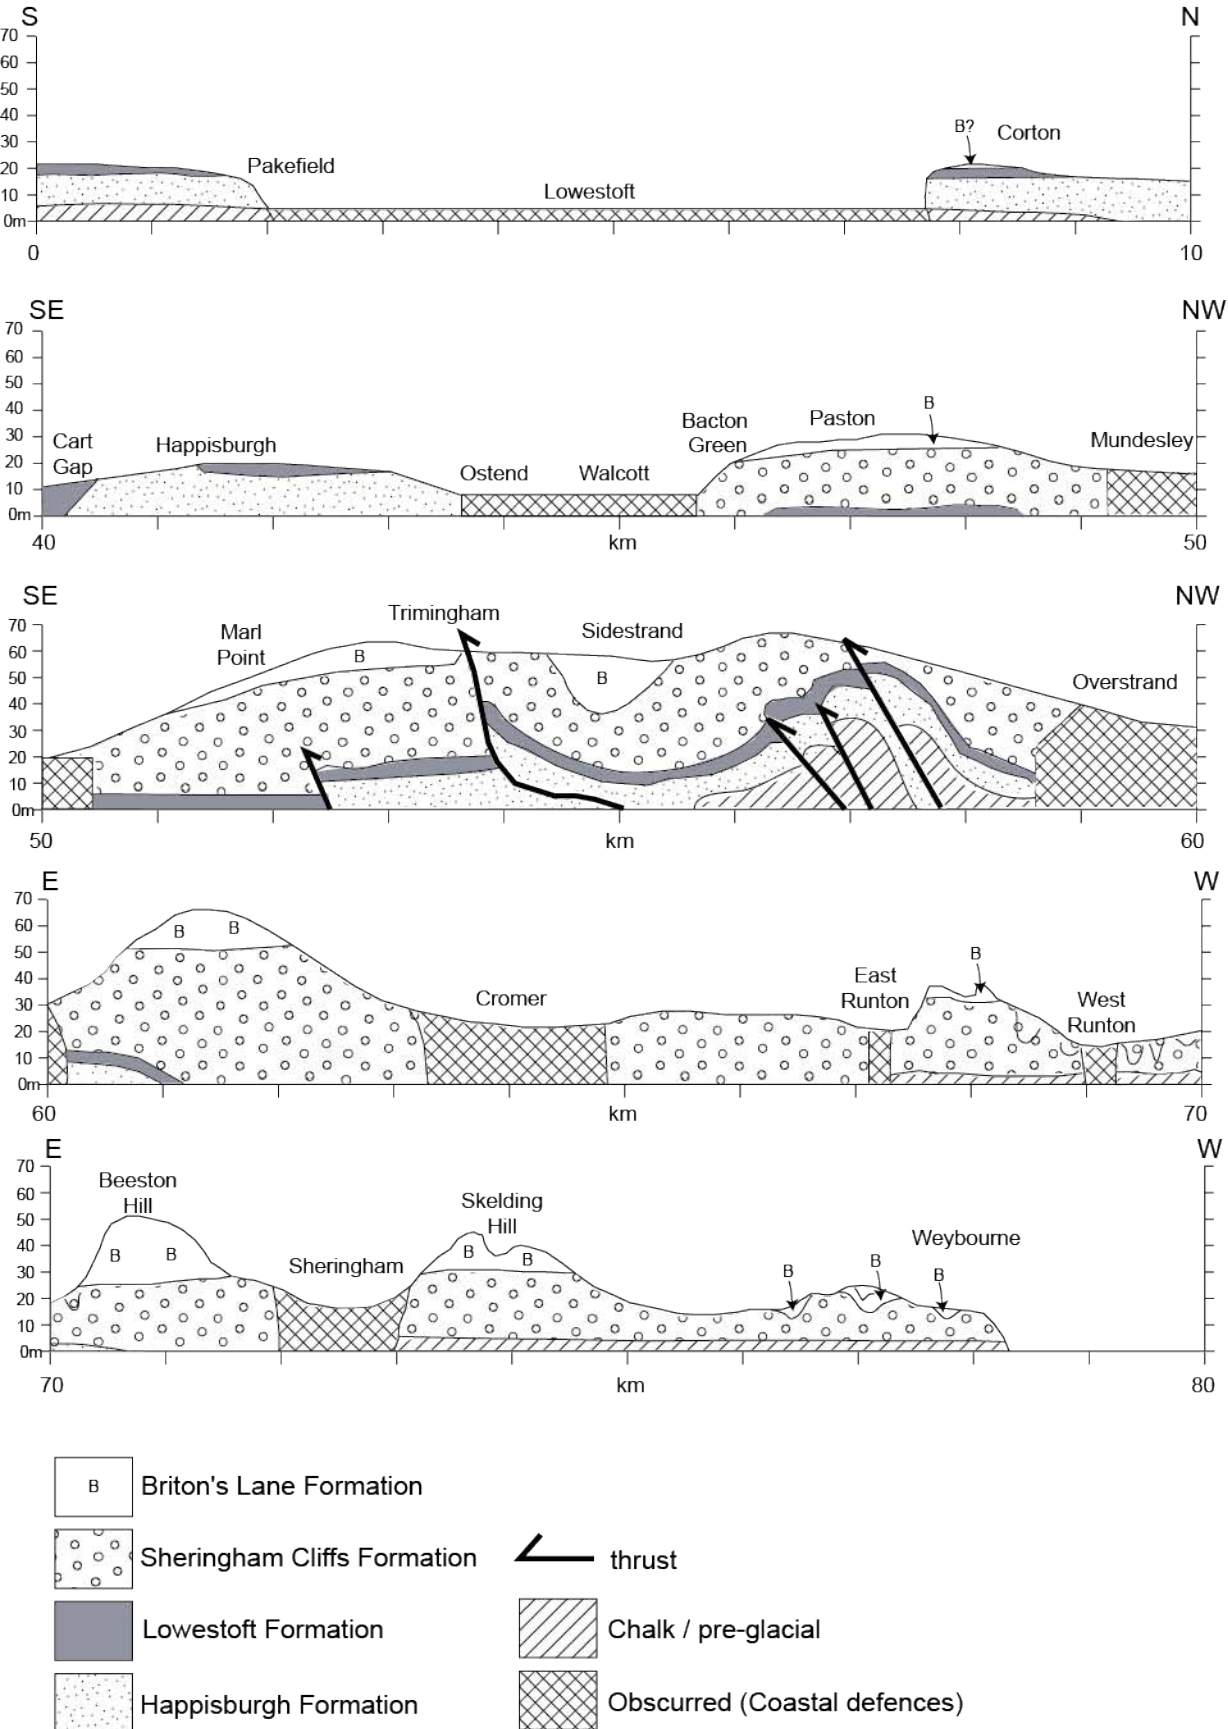 S
N
70
60
50
40
30
20
10
0m
B?
Corton
Pakefield
Lowestoft
0
10
SE
NW
70
60
50
40
30
20
10
0m
Cart
Gap
Happisburgh
Ostend
Walcott
Bacton
Green
Paston
B
Mundesley
40
km
50
SE
NW
70
60
50
40
30
20
10
0m
Marl
Point
Trimingham
Sidestrand
Overstrand
B
B
50
km
60
E
W
70
60
50
40
30
20
10
0m
B
B
Cromer
East
Runton
B
West
Runton
60
km
70
E
W
70
60
50
40
30
20
10
0m
Beeston
Hill
B
B
Sheringham
Skelding
Hill
B
B
B
B
B
Weybourne
70
km
80
B
Briton's Lane Formation
Sheringham Cliffs Formation
thrust
Lowestoft Formation
Chalk / pre-glacial
Happisburgh Formation
Obscurred (Coastal defences)